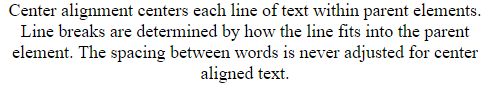 Center alignment centers each line of text within parent elements.
Line breaks are determined by how the line fits into the parent
element. The spacing between words is never adjusted for center
aligned text.